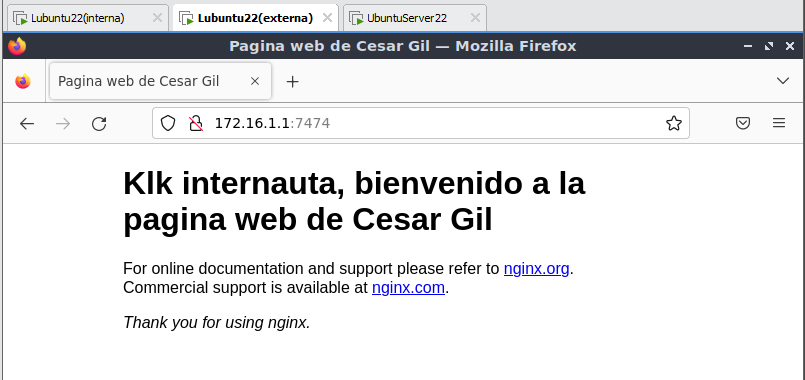 Lubuntu22(interna)
Lubuntu22(externa)
UbuntuServer22
Pagina web de Cesar Gil — Mozilla Firefox
Pagina web de Cesar Gil
172.16.1.1:7474
Klk internauta, bienvenido a la
pagina web de Cesar Gil
For online documentation and support please refer to nginx.org.
Commercial support is available at nginx.com.
Thank you for using nginx.